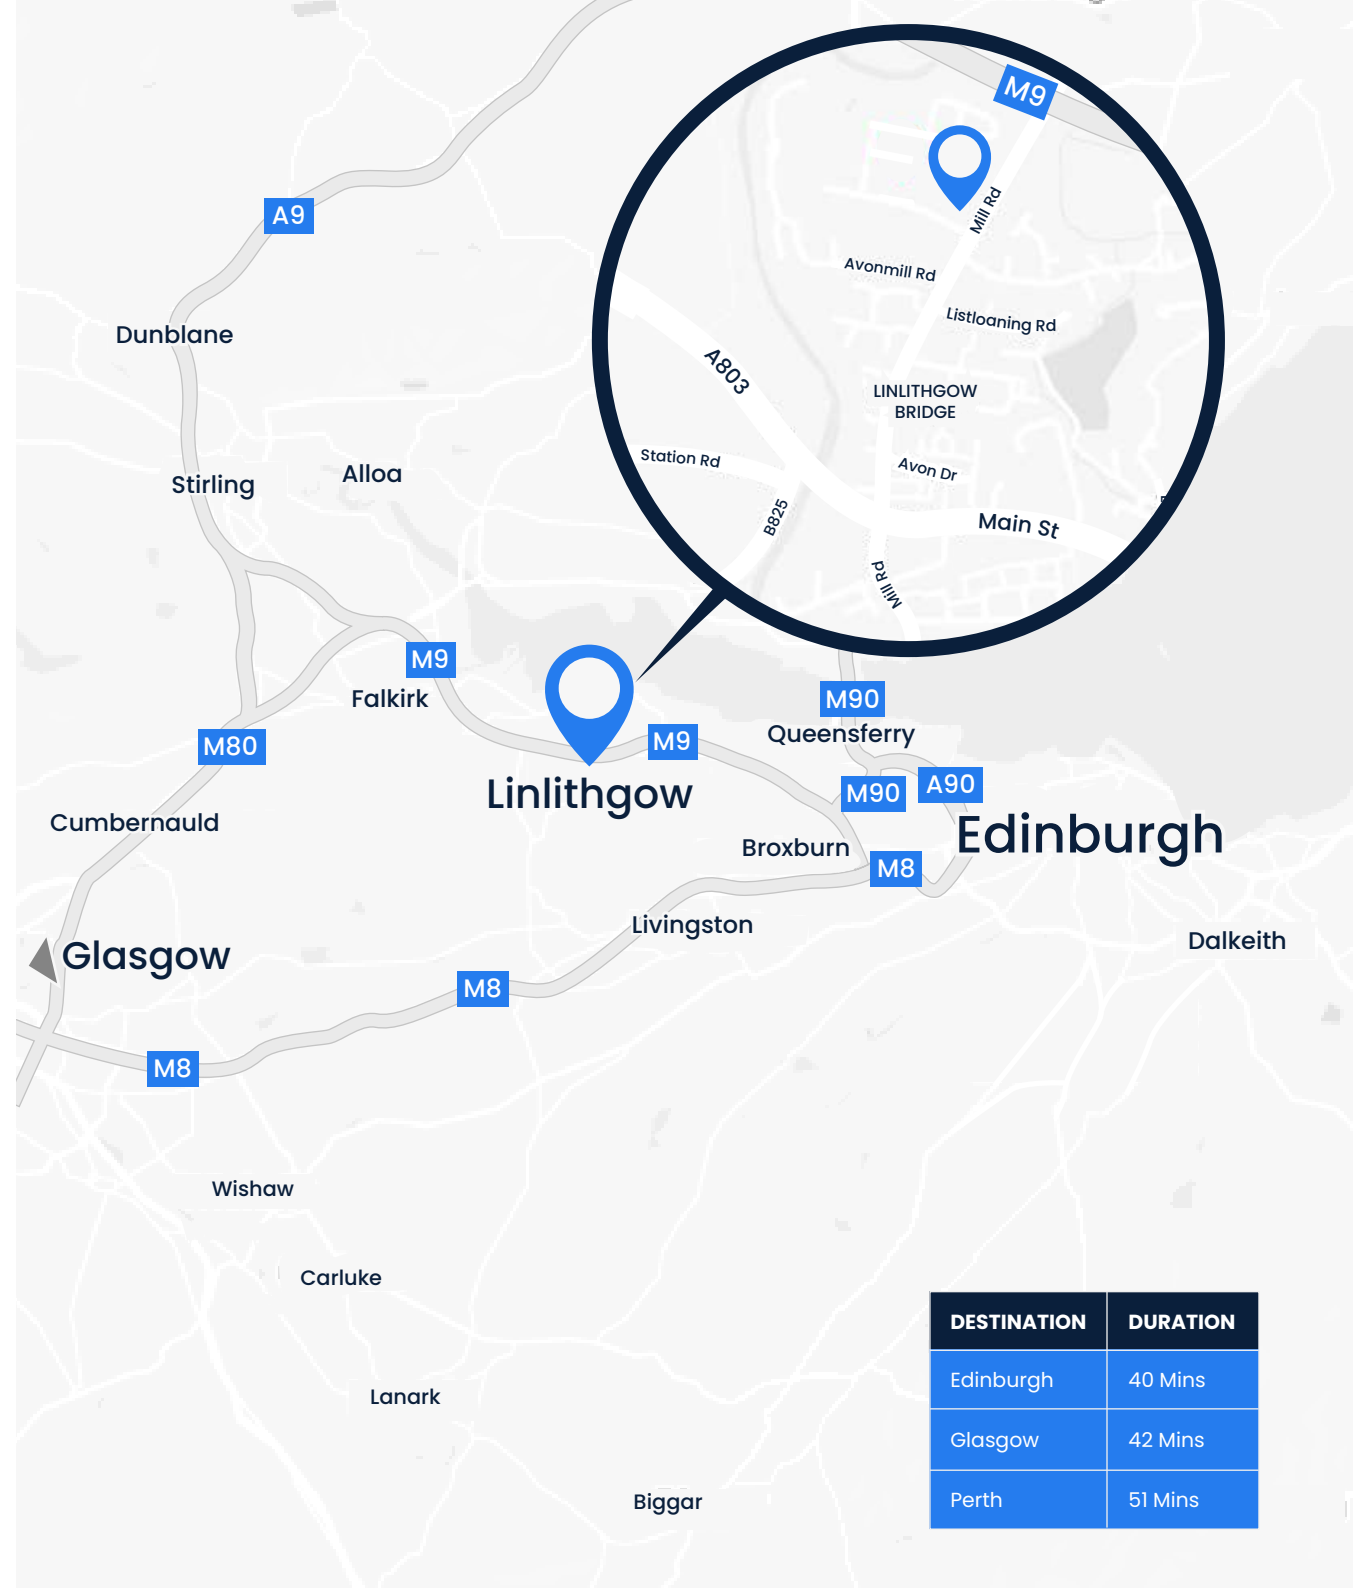 M9
Mill Rd
A9
Avonmill Rd
Listloaning Rd
Dunblane
A803
LINLITHGOW
BRIDGE
Station Rd
Avon Dr
Stirling
Alloa
B825
Main St
Mill Rd
M9
Falkirk
M90
Queensferry
M80
M9
Linlithgow
M90
A90
Cumbernauld
Edinburgh
Broxburn
M8
Livingston
Dalkeith
Glasgow
M8
M8
Wishaw
Carluke
Lanark
Biggar
DESTINATION DURATION
Edinburgh 40 Mins
Glasgow 42 Mins
Perth 51 Mins